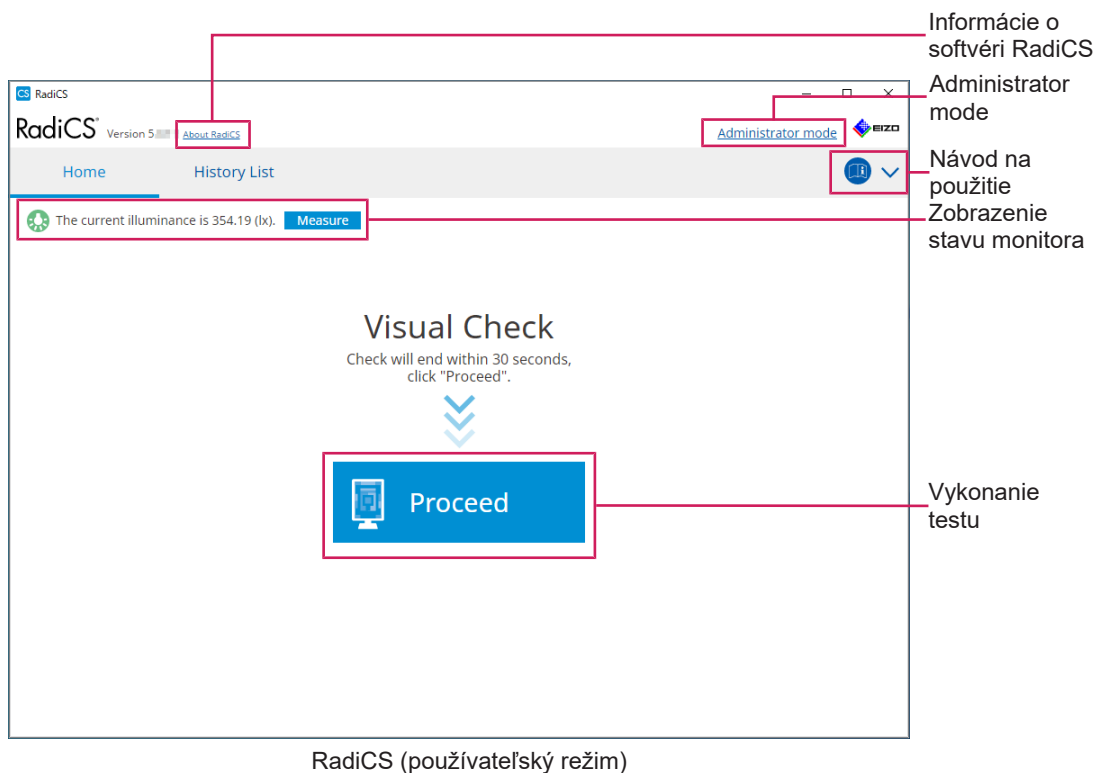 Informácie o
softvéri RadiCS
Administrator
mode
Návod na
použitie
Zobrazenie
stavu monitora
Vykonanie
testu
CS RadiCS
RadiCS® Version 5. About RadiCS
Administrator mode EIZO
Home History List
The current illuminance is 354.19 (lx). Measure
Visual Check
Check will end within 30 seconds,
click "Proceed".
Proceed
RadiCS (používateľský režim)